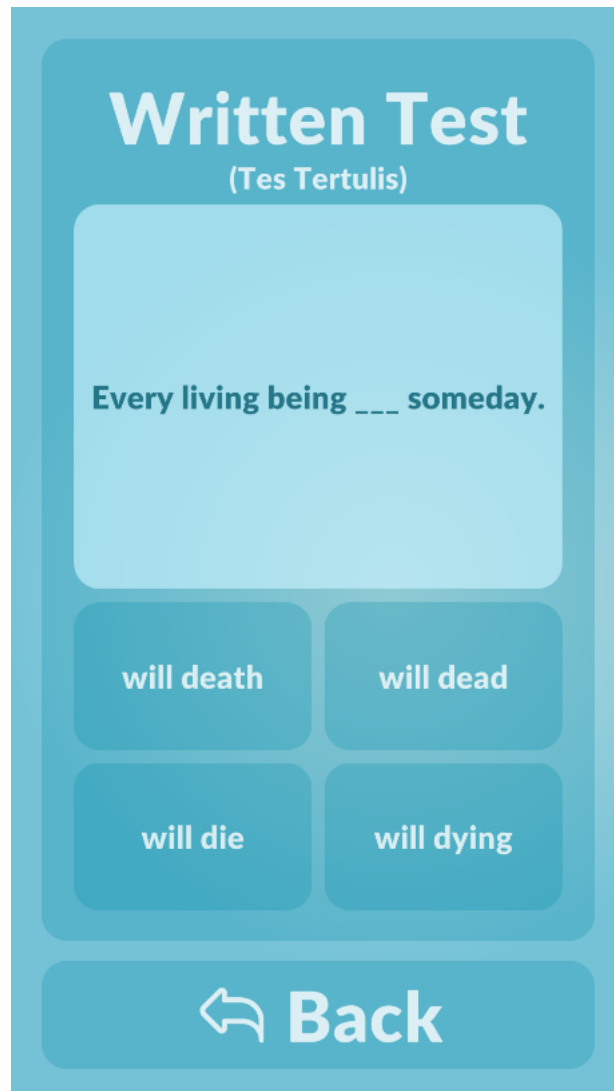 Written Test
(Tes Tertulis)
Every living being ___ someday.
will death
will dead
will die
will dying
Back